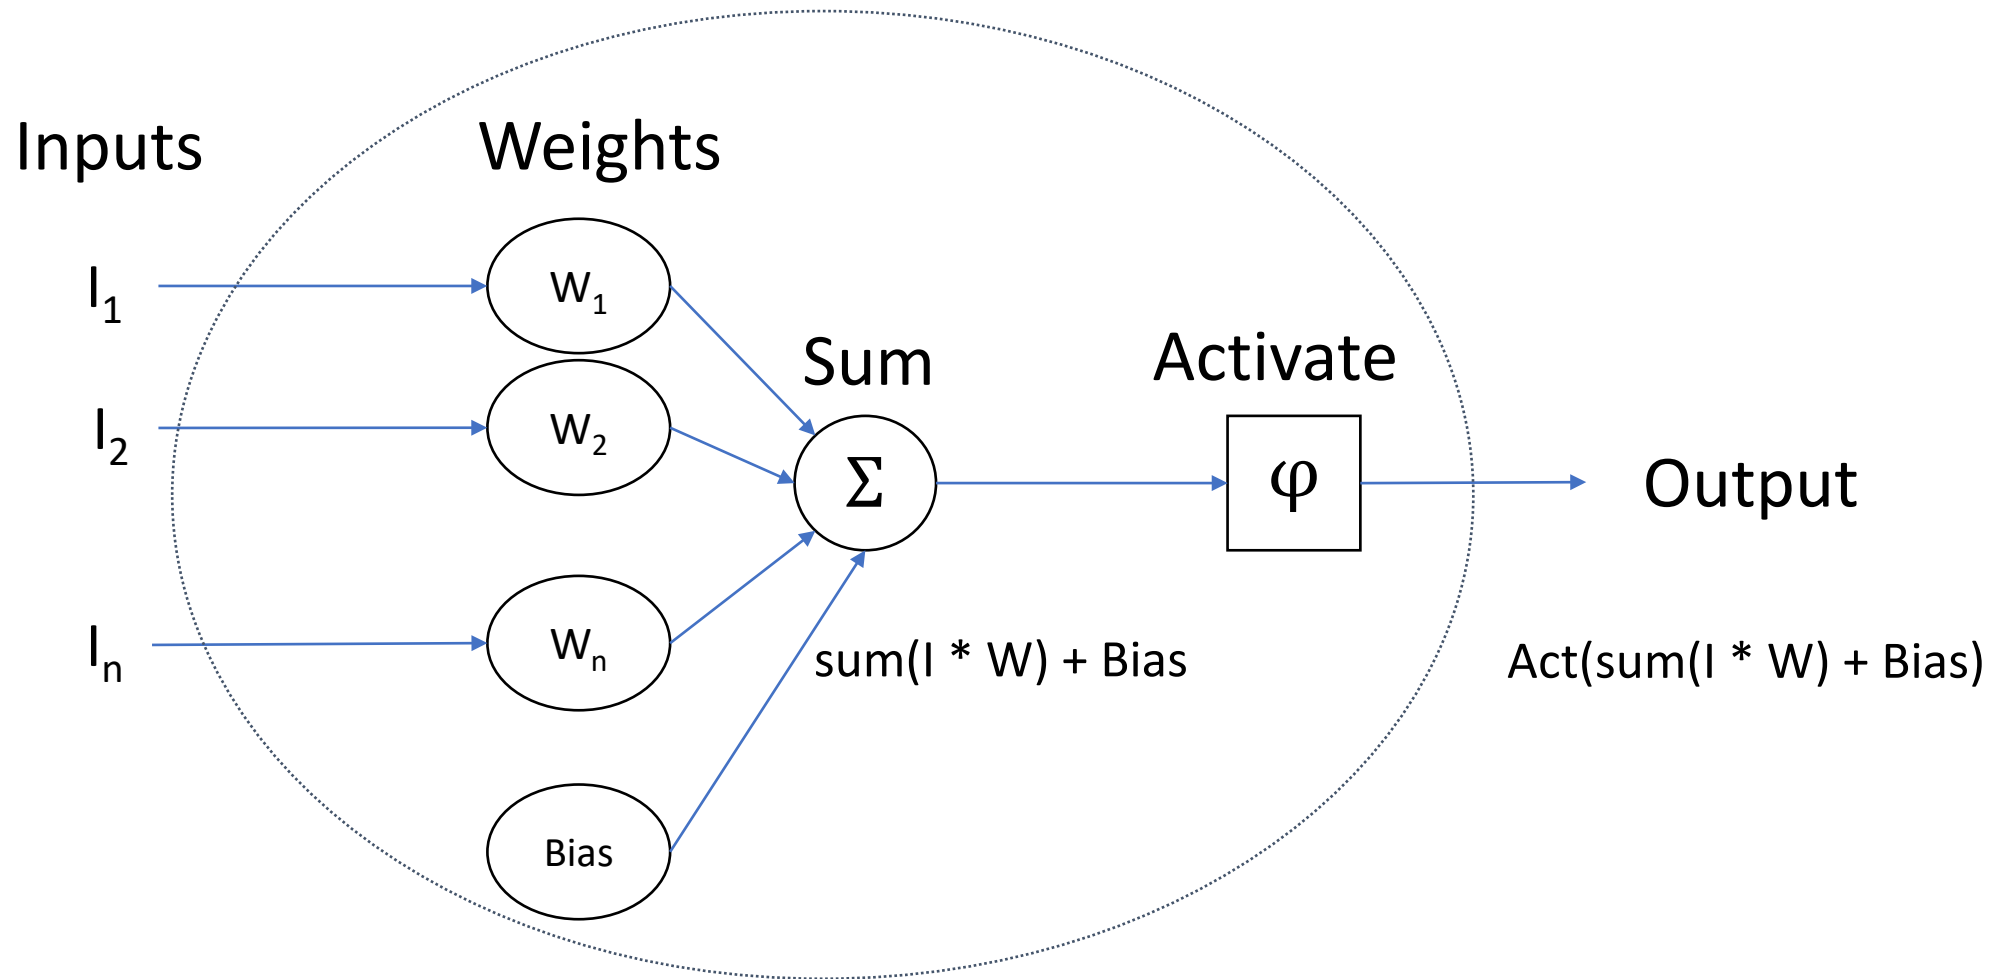 Inputs
Weights
I₁
W₁
Sum
Activate
I₂
W₂
Σ
φ
Output
Iₙ
Wₙ
sum(I * W) + Bias
Act(sum(I * W) + Bias)
Bias